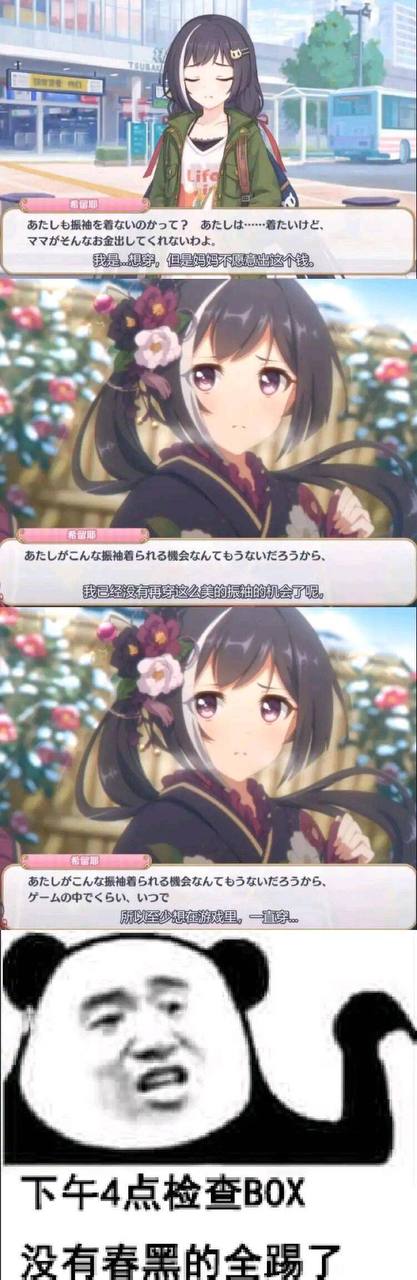 TSUBA
希留耶
あたしも振袖を着ないのかって？　あたしは……着たいけど、
ママがそんなお金出してくれないわよ。
我是...想穿，但是妈妈不愿意出这个钱。
希留耶
あたしがこんな振袖着られる機会なんてもうないだろうから、
我已经没有再穿这么美的振袖的机会了呢，
希留耶
あたしがこんな振袖着られる機会なんてもうないだろうから、
ゲームの中でくらい、いつで
所以至少想在游戏里，一直穿...
下午4点检查BOX
没有春黑的全踢了